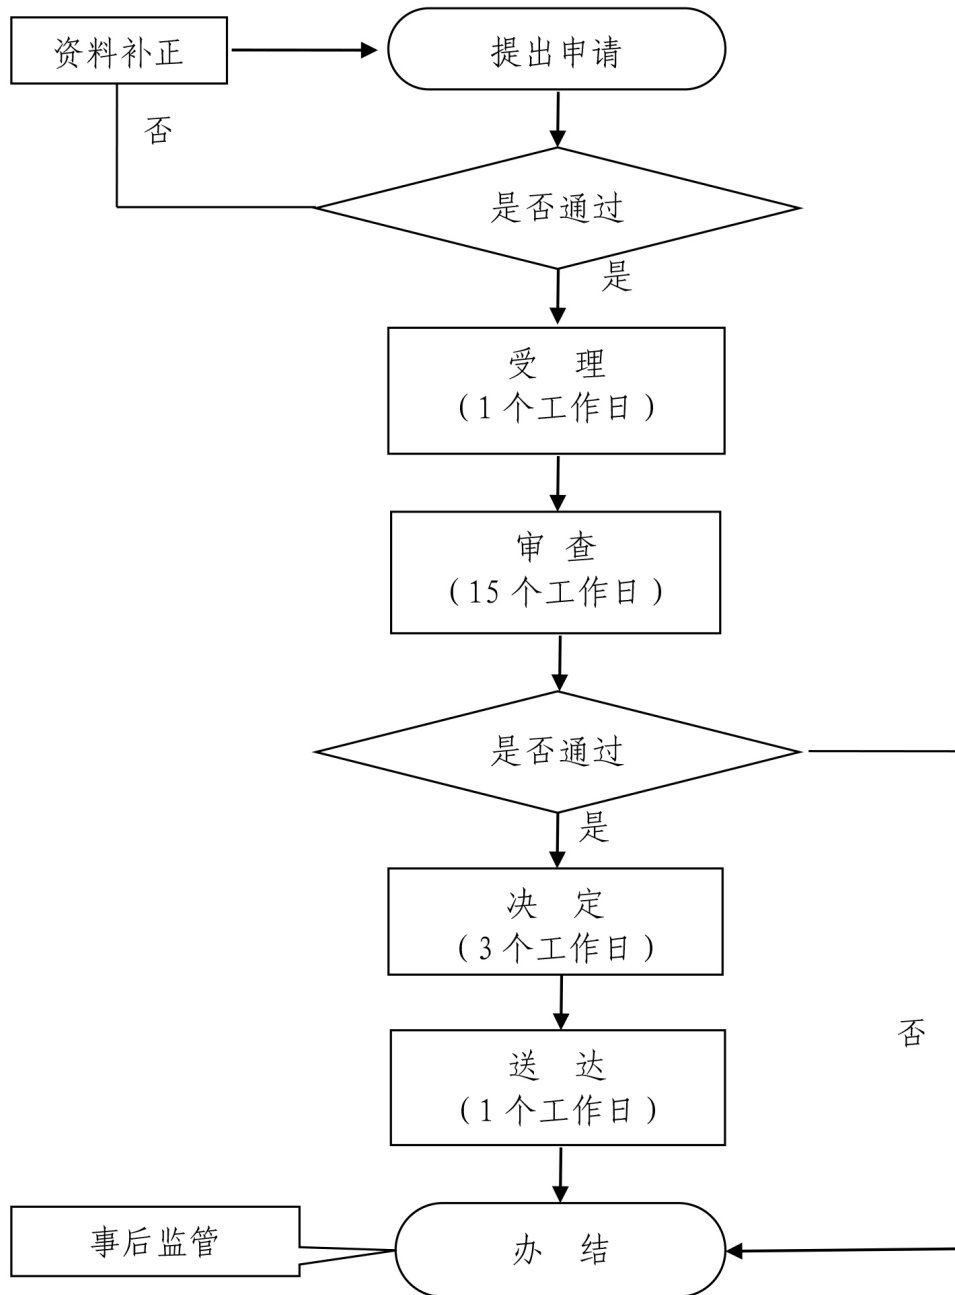 资料补正
提出申请
否
是否通过
是
受 理
(1个工作日)
审 查
(15个工作日)
是否通过
是
决 定
(3个工作日)
否
送 达
(1个工作日)
事后监管
办 结